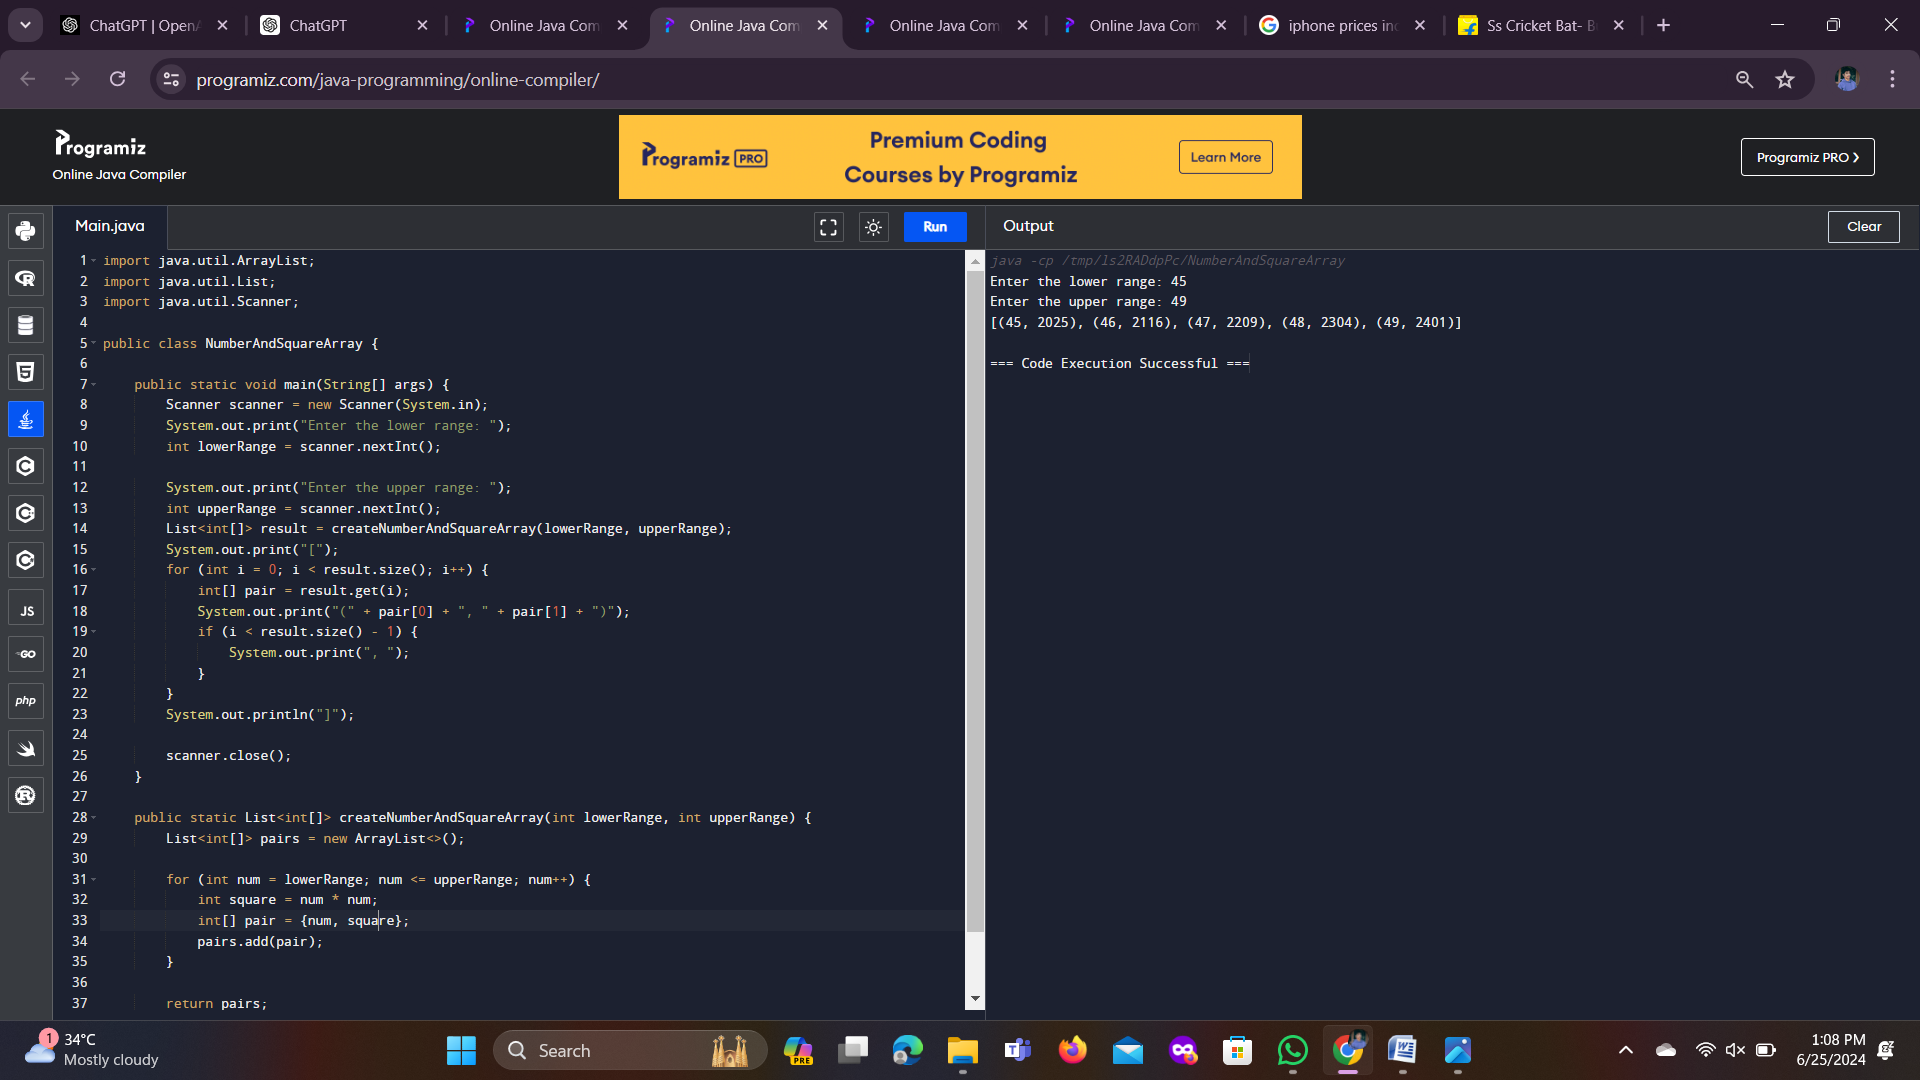 ChatGPT | OpenA
ChatGPT
Online Java Com
Online Java Com
Online Java Com
Online Java Com
iphone prices inc
Ss Cricket Bat- B
programiz.com/java-programming/online-compiler/
Programiz
Online Java Compiler
Programiz PRO
Premium Coding
Courses by Programiz
Learn More
Programiz PRO ❯
Main.java
Run
Output
Clear
1 import java.util.ArrayList;
2 import java.util.List;
3 import java.util.Scanner;
4
5 public class NumberAndSquareArray {
6
7     public static void main(String[] args) {
8         Scanner scanner = new Scanner(System.in);
9         System.out.print("Enter the lower range: ");
10         int lowerRange = scanner.nextInt();
11
12         System.out.print("Enter the upper range: ");
13         int upperRange = scanner.nextInt();
14         List<int[]> result = createNumberAndSquareArray(lowerRange, upperRange);
15         System.out.print("[");
16         for (int i = 0; i < result.size(); i++) {
17             int[] pair = result.get(i);
18             System.out.print("(" + pair[0] + ", " + pair[1] + ")");
19             if (i < result.size() - 1) {
20                 System.out.print(", ");
21             }
22         }
23         System.out.println("]");
24
25         scanner.close();
26     }
27
28     public static List<int[]> createNumberAndSquareArray(int lowerRange, int upperRange) {
29         List<int[]> pairs = new ArrayList<>();
30
31         for (int num = lowerRange; num <= upperRange; num++) {
32             int square = num * num;
33             int[] pair = {num, square};
34             pairs.add(pair);
35         }
36
37         return pairs;
java -cp /tmp/1s2RADdpPc/NumberAndSquareArray
Enter the lower range: 45
Enter the upper range: 49
[(45, 2025), (46, 2116), (47, 2209), (48, 2304), (49, 2401)]
=== Code Execution Successful ===
JS
GO
php
1
34°C
Mostly cloudy
Search
PRE
1:08 PM
6/25/2024